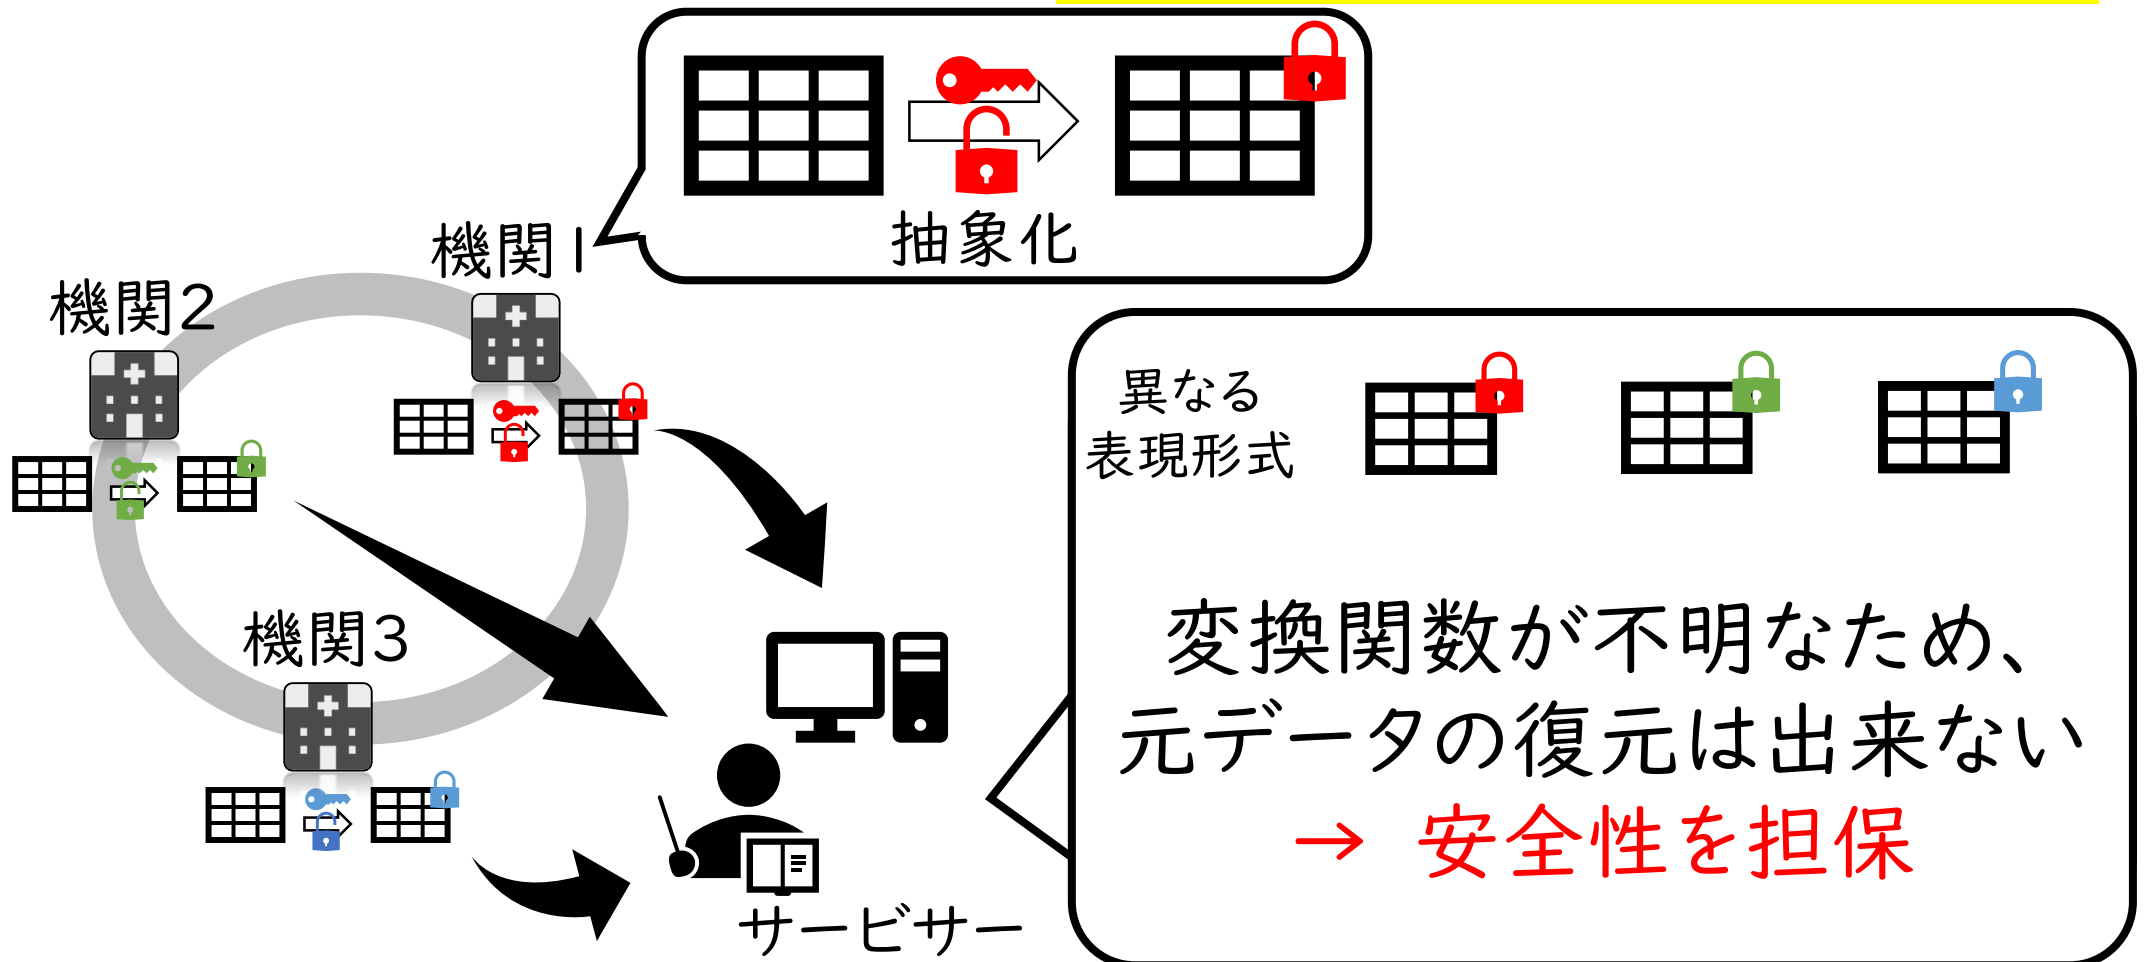 抽象化
機関1
機関2
機関3
サービサー
異なる
表現形式
変換関数が不明なため、
元データの復元は出来ない
→ 安全性を担保